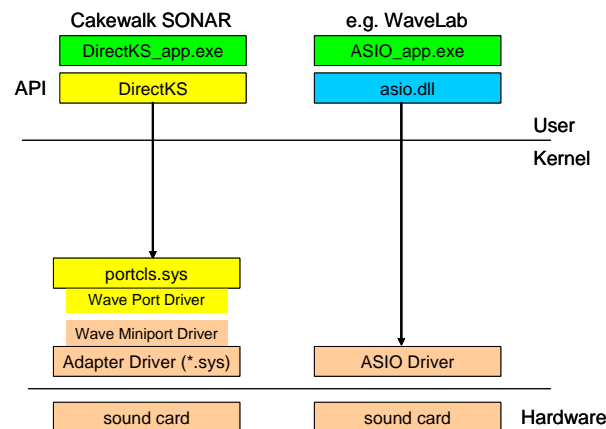 Cakewalk SONAR
e.g. WaveLab
DirectKS_app.exe
ASIO_app.exe
API
DirectKS
asio.dll
User
Kernel
portcls.sys
Wave Port Driver
Wave Miniport Driver
Adapter Driver (*.sys)
ASIO Driver
sound card
sound card
Hardware